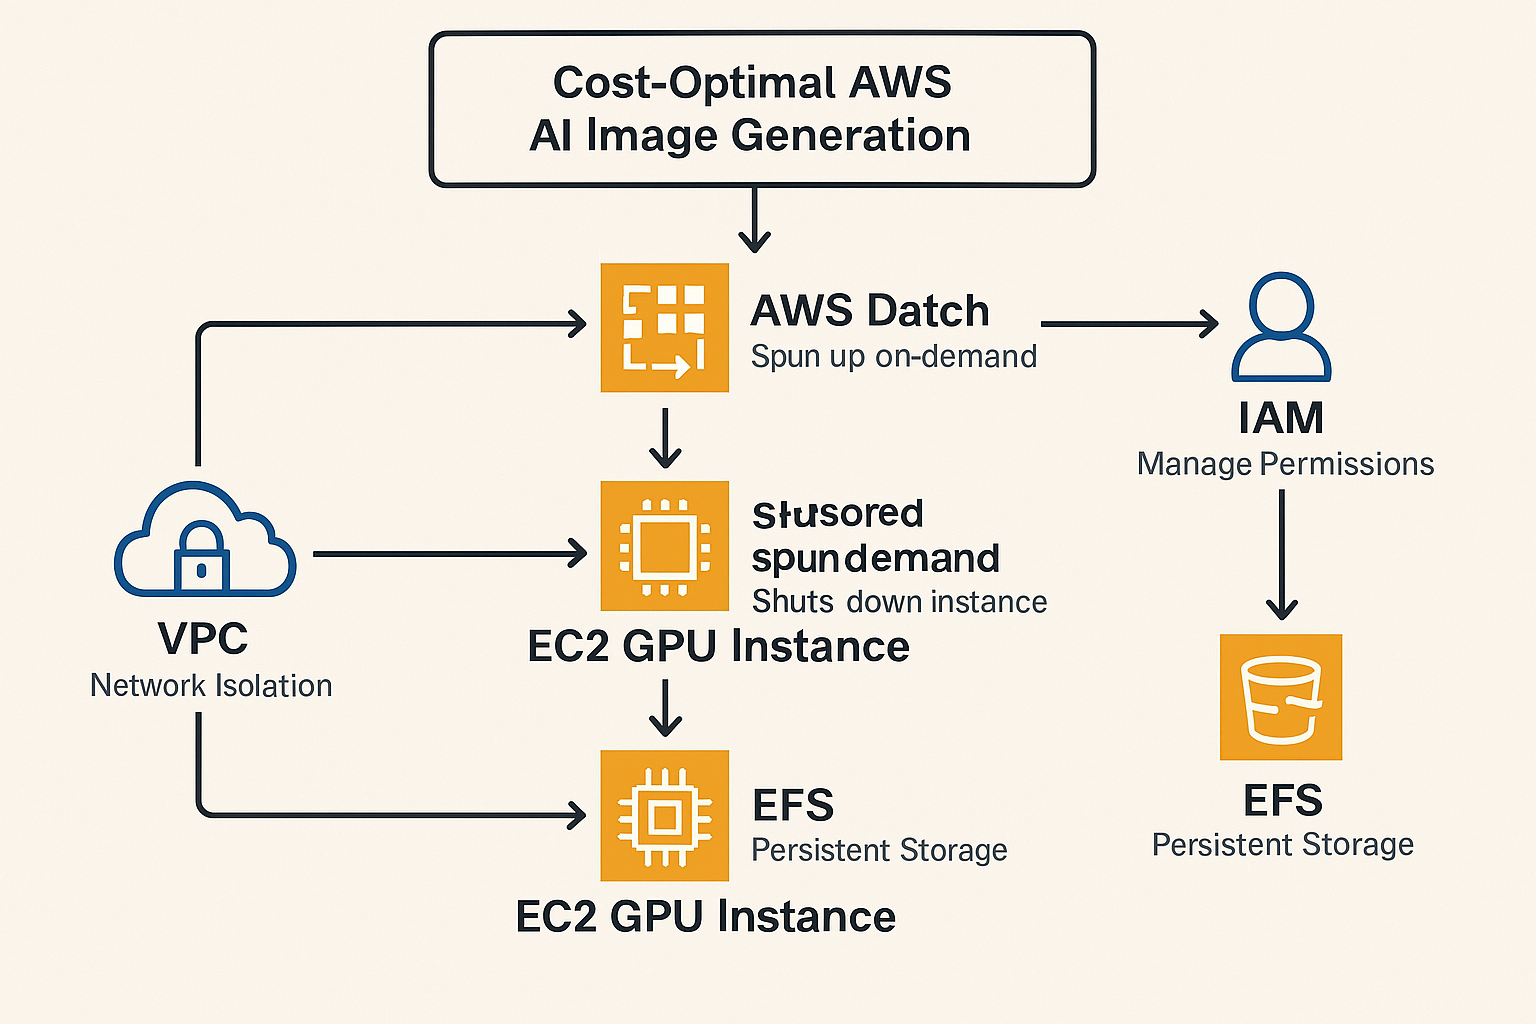 Cost-Optimal AWS
AI Image Generation
AWS Datch
Spun up on-demand
IAM
Manage Permissions
Stusored
spundemand
Shuts down instance
EC2 GPU Instance
VPC
Network Isolation
EFS
Persistent Storage
EC2 GPU Instance
EFS
Persistent Storage